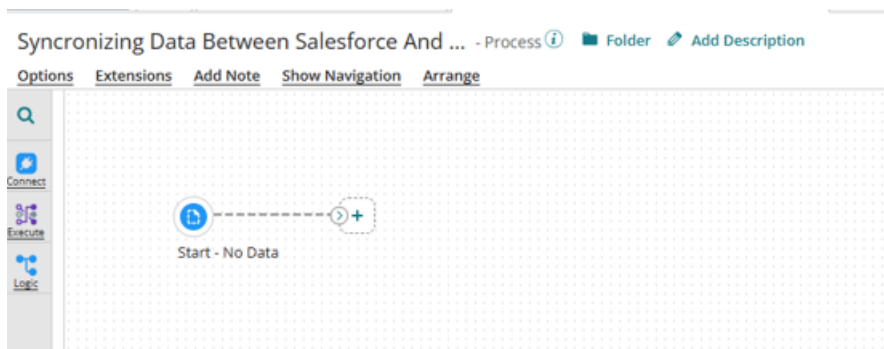 Syncronizing Data Between Salesforce And ... - Process i Folder Add Description
Options Extensions Add Note Show Navigation Arrange
Connect
Execute
Start - No Data
Logic